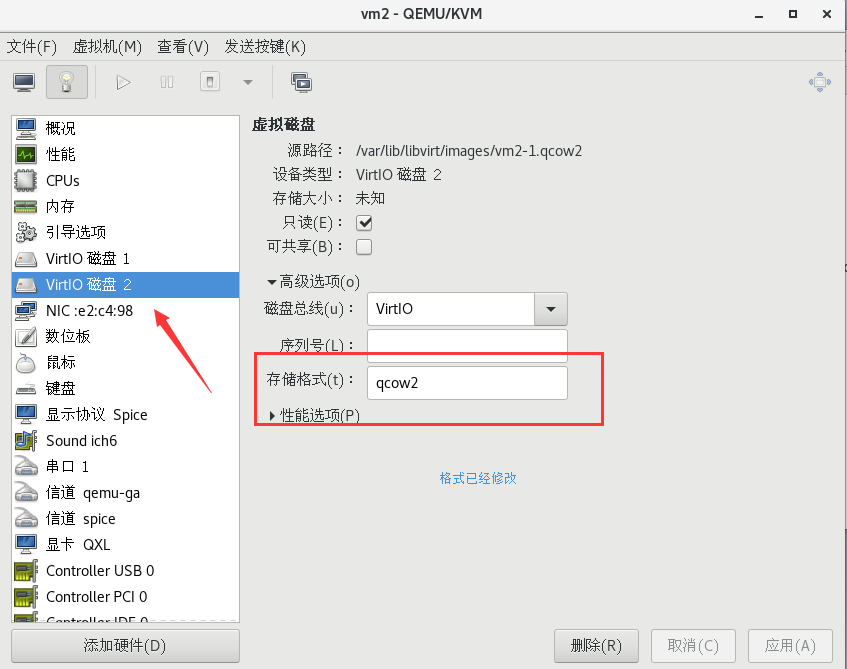 vm2 - QEMU/KVM
文件(F) 虚拟机(M) 查看(V) 发送按键(K)
概况
性能
CPUs
内存
引导选项
VirtIO 磁盘 1
VirtIO 磁盘 2
NIC :e2:c4:98
数位板
鼠标
键盘
显示协议 Spice
Sound ich6
串口 1
信道 qemu-ga
信道 spice
显卡 QXL
Controller USB 0
Controller PCI 0
Controller IDE 0
添加硬件(D)
虚拟磁盘
源路径： /var/lib/libvirt/images/vm2-1.qcow2
设备类型： VirtIO 磁盘 2
存储大小： 未知
只读(E)：
可共享(B)：
高级选项(o)
磁盘总线(u)： VirtIO
序列号(L)：
存储格式(t)： qcow2
性能选项(P)
格式已经修改
删除(R) 取消(C) 应用(A)